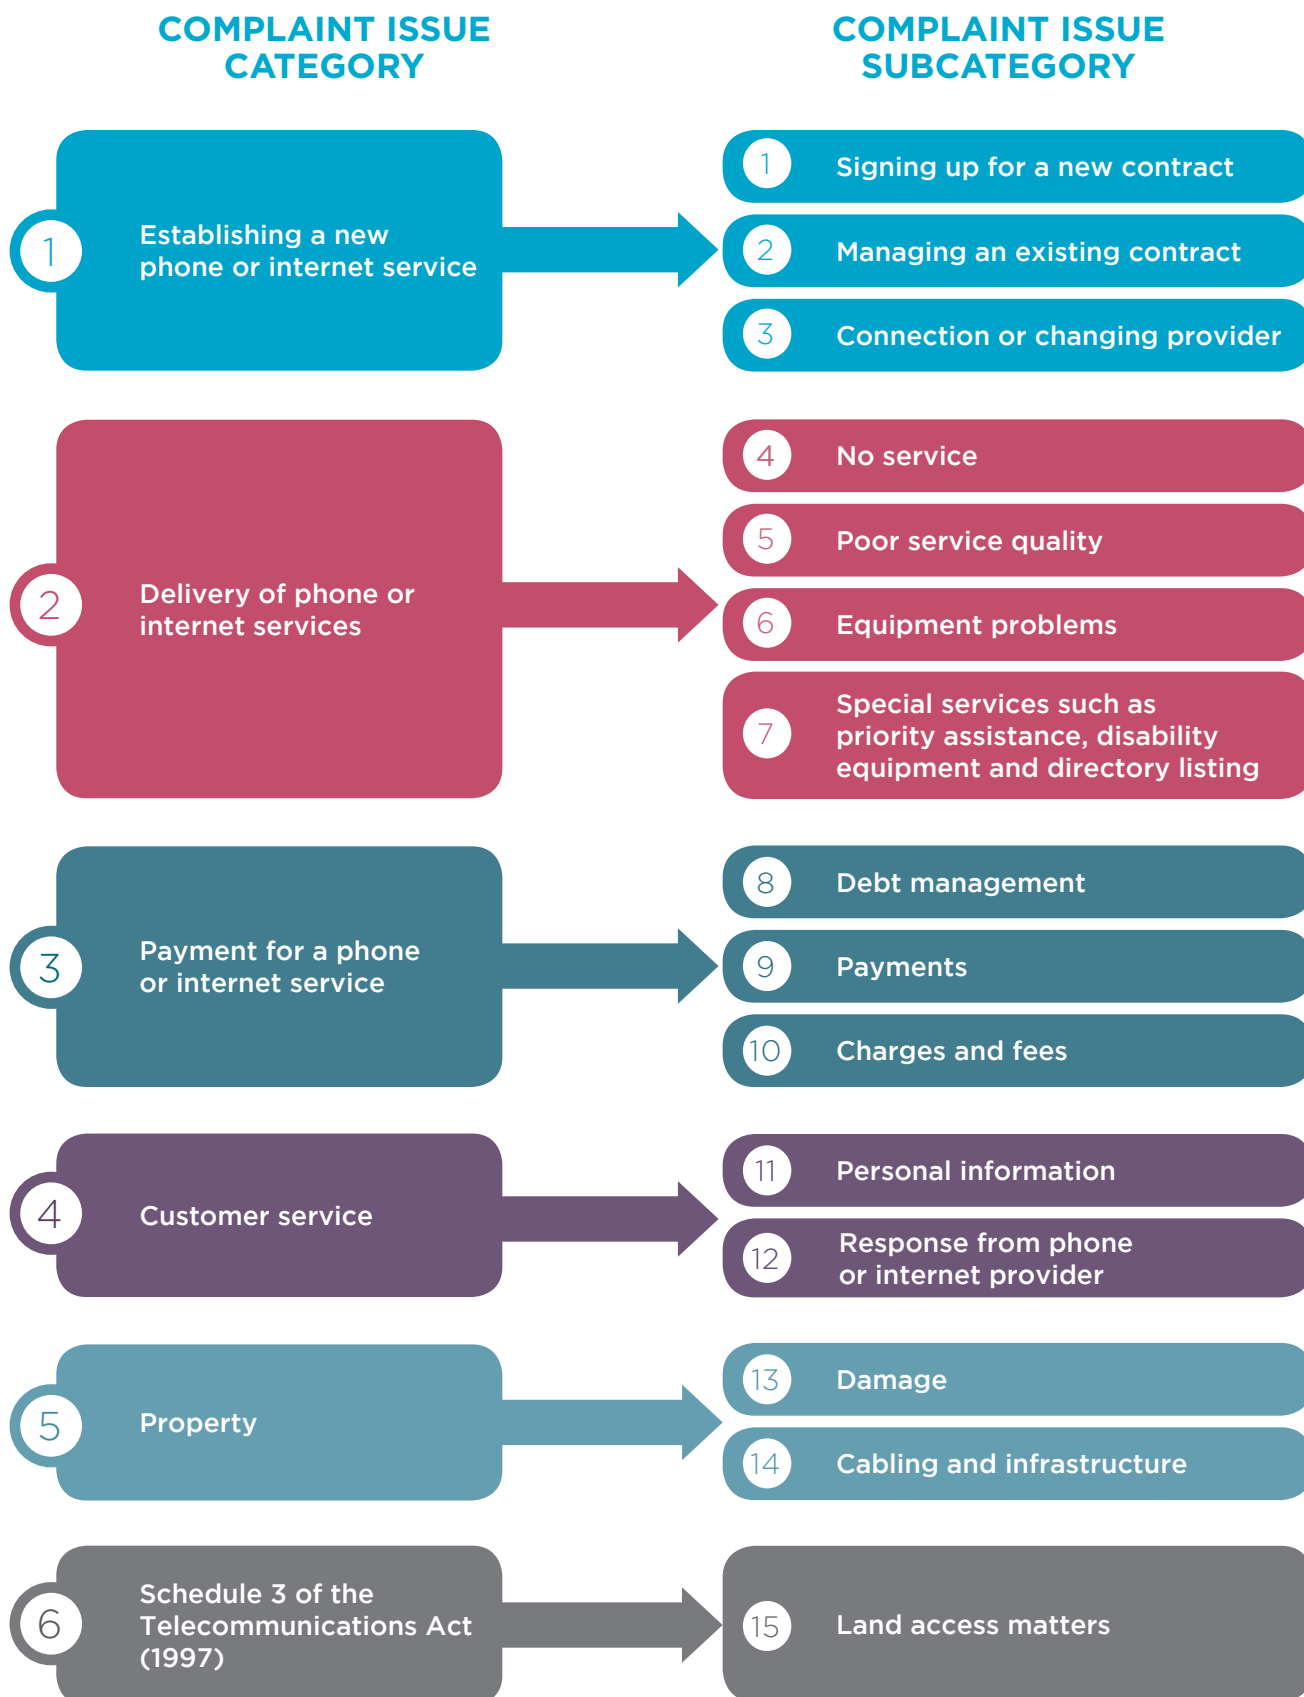 COMPLAINT ISSUE
CATEGORY
COMPLAINT ISSUE
SUBCATEGORY
1
Establishing a new
phone or internet service
1
Signing up for a new contract
2
Managing an existing contract
3
Connection or changing provider
2
Delivery of phone or
internet services
4
No service
5
Poor service quality
6
Equipment problems
7
Special services such as
priority assistance, disability
equipment and directory listing
3
Payment for a phone
or internet service
8
Debt management
9
Payments
10
Charges and fees
4
Customer service
11
Personal information
12
Response from phone
or internet provider
5
Property
13
Damage
14
Cabling and infrastructure
6
Schedule 3 of the
Telecommunications Act
(1997)
15
Land access matters